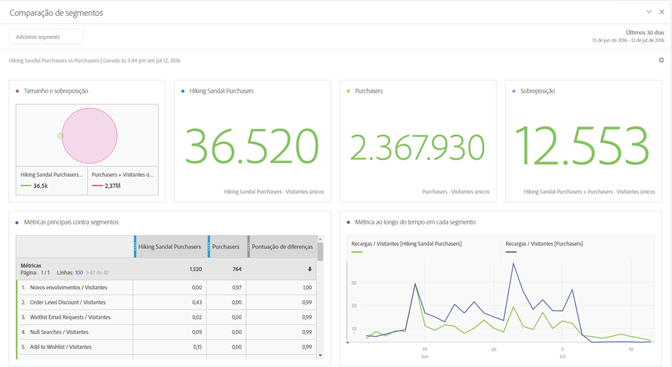 Comparação de segmentos
Adicionar segmento
Últimos 30 dias
13 de jun de 2016 - 12 de jul de 2016
Hiking Sandal Purchasers vs Purchasers | Gerado às 3:44 pm em Jul 12, 2016
Tamanho e sobreposição
Hiking Sandal Purchasers...
36,5k
Purchasers + Visitantes ú...
2,37M
Hiking Sandal Purchasers
36.520
Hiking Sandal Purchasers · Visitantes únicos
Purchasers
2.367.930
Purchasers · Visitantes únicos
Sobreposição
12.553
Hiking Sandal Purchasers + Purchasers · Visitantes únicos
Métricas principais contra segmentos
Hiking Sandal Purchasers Purchasers Pontuação de diferenças
Métricas
Página: 1 / 1 Linhas: 100 1-47 de 47 1.520 764
1. Novos envolvimentos / Visitantes 0,00 0,97 1,00
2. Order Level Discount / Visitantes 0,43 0,00 0,99
3. Waitlist Email Requests / Visitantes 0,02 0,00 0,99
4. Null Searches / Visitantes 0,09 0,00 0,99
5. Add to Wishlist / Visitantes 0,15 0,00 0,99
Métrica ao longo do tempo em cada segmento
Recargas / Visitantes [Hiking Sandal Purchasers]
Recargas / Visitantes [Purchasers]
30
20
10
19
Jun
26
3
Jul
10